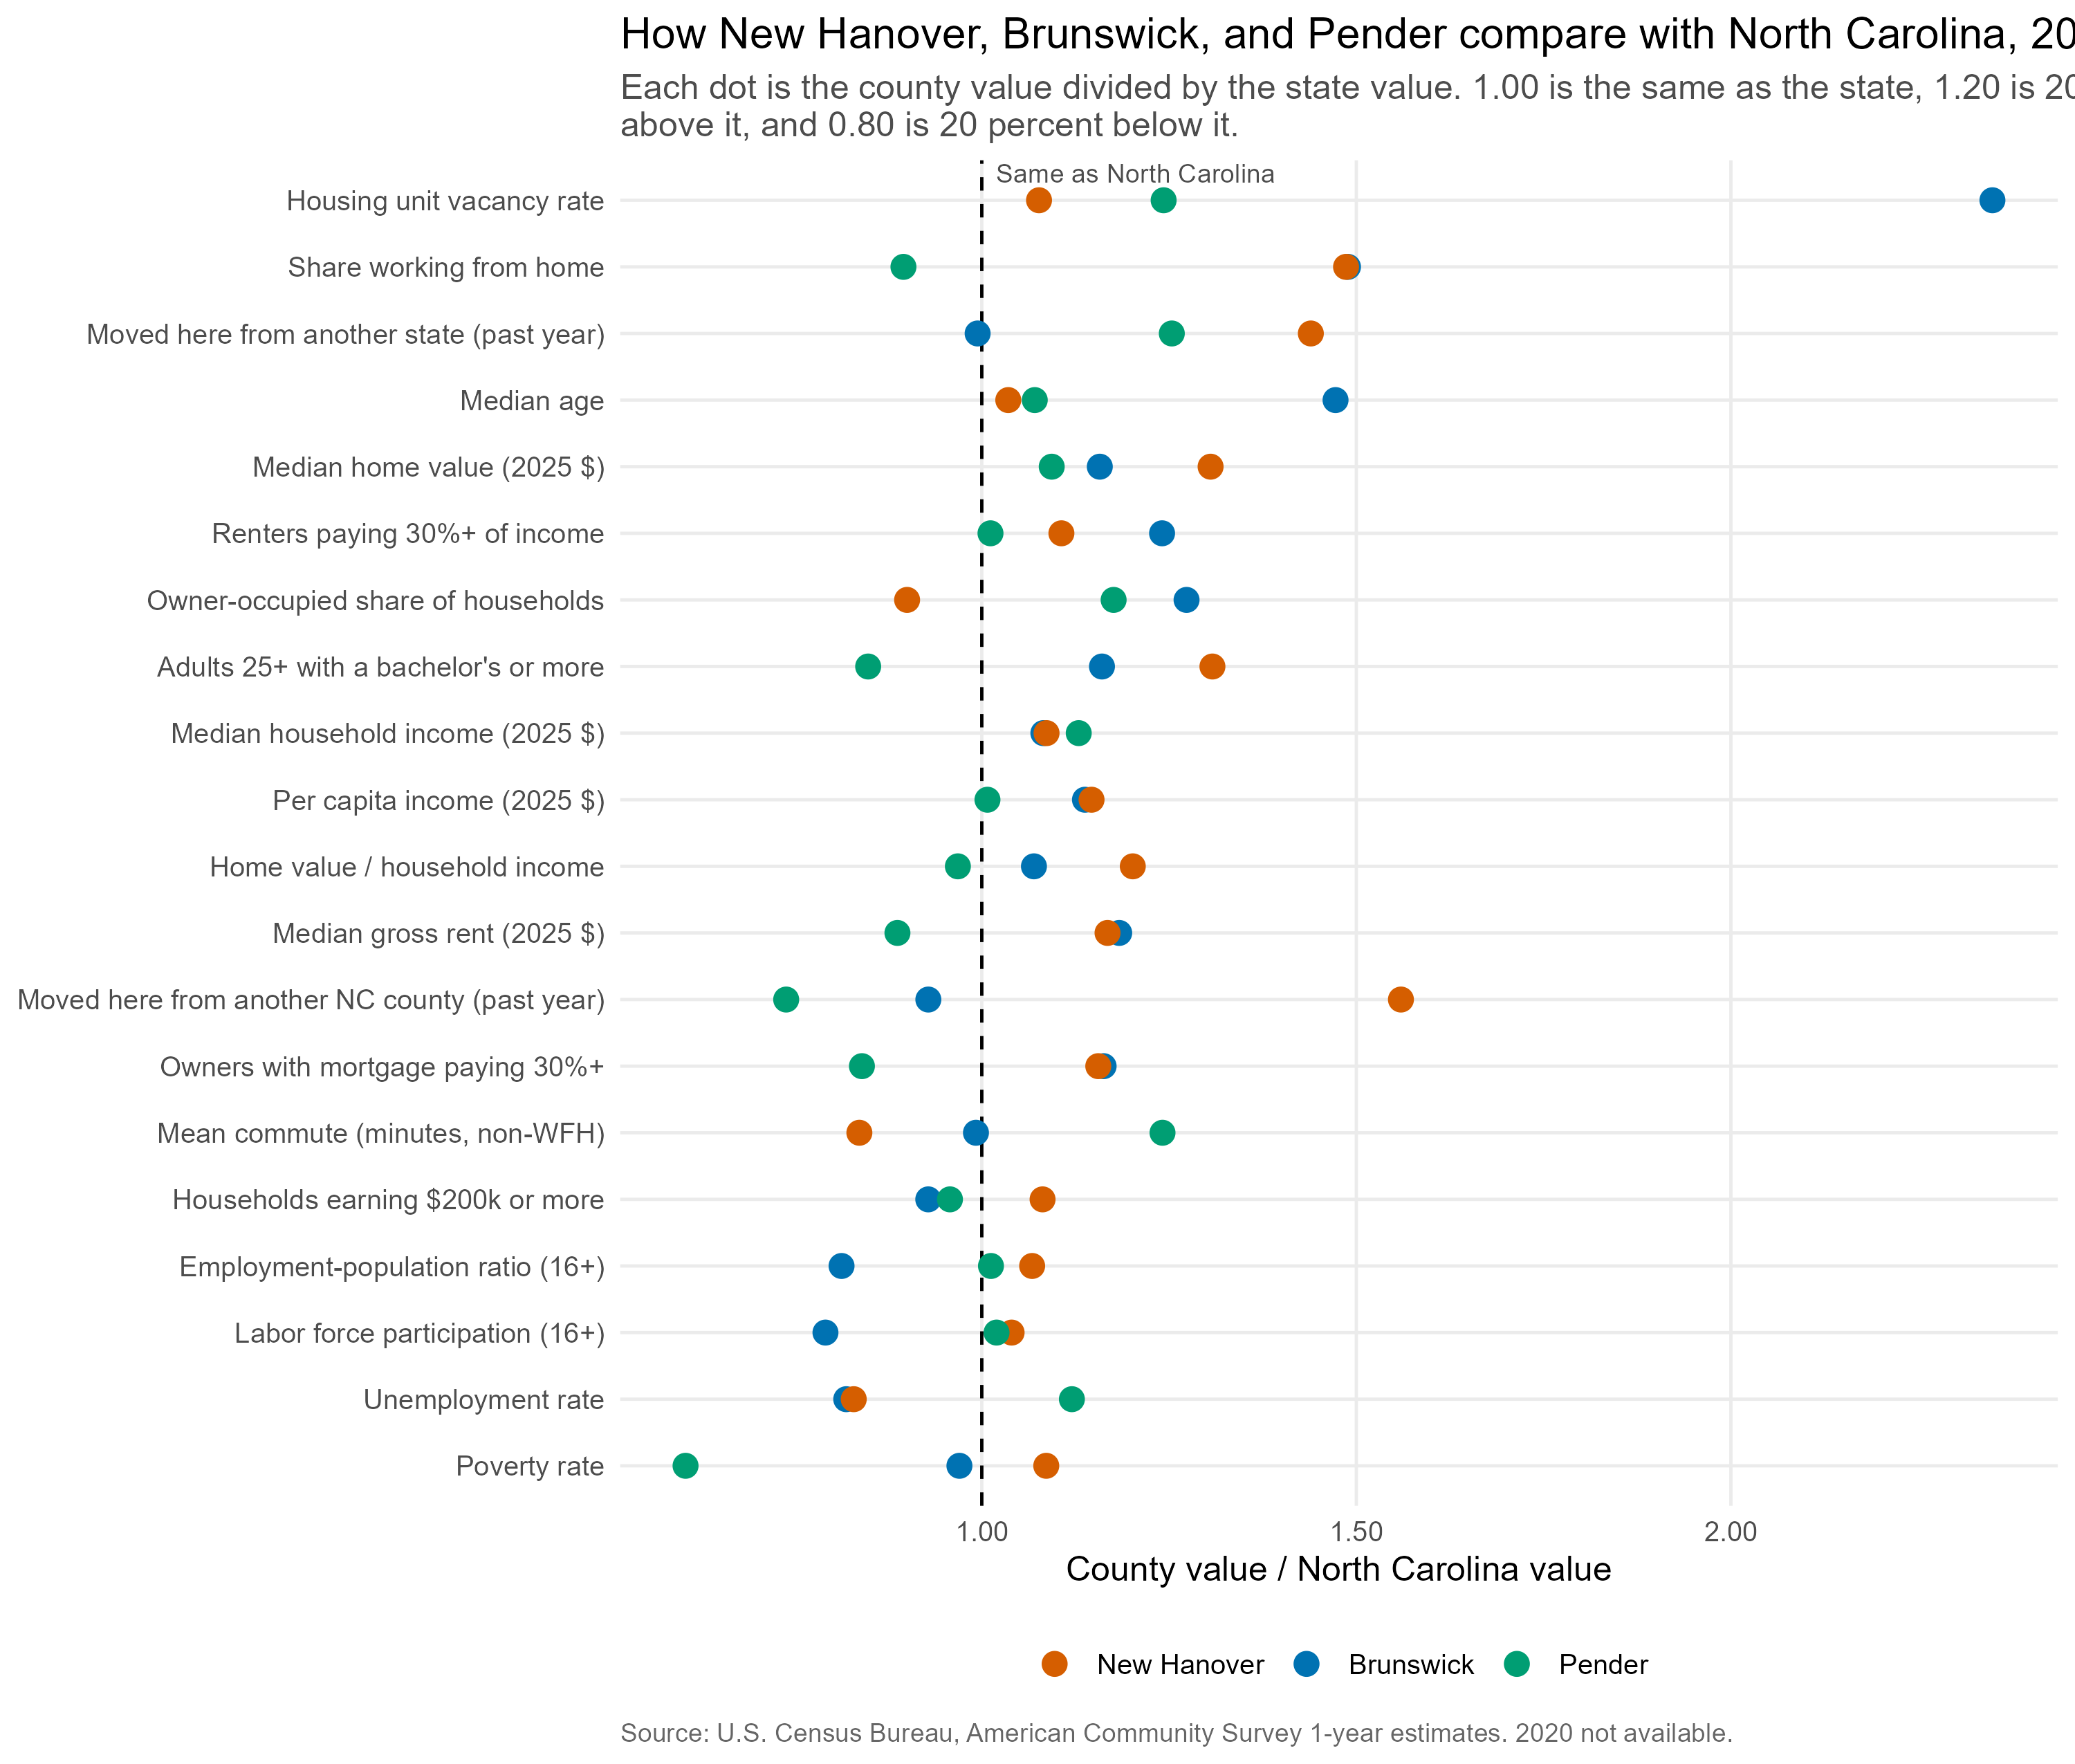 How New Hanover, Brunswick, and Pender compare with North Carolina, 20
Each dot is the county value divided by the state value. 1.00 is the same as the state, 1.20 is 20
above it, and 0.80 is 20 percent below it.
Same as North Carolina
Housing unit vacancy rate
Share working from home
Moved here from another state (past year)
Median age
Median home value (2025 $)
Renters paying 30%+ of income
Owner-occupied share of households
Adults 25+ with a bachelor's or more
Median household income (2025 $)
Per capita income (2025 $)
Home value / household income
Median gross rent (2025 $)
Moved here from another NC county (past year)
Owners with mortgage paying 30%+
Mean commute (minutes, non-WFH)
Households earning $200k or more
Employment-population ratio (16+)
Labor force participation (16+)
Unemployment rate
Poverty rate
1.00 1.50 2.00
County value / North Carolina value
New Hanover Brunswick Pender
Source: U.S. Census Bureau, American Community Survey 1-year estimates. 2020 not available.